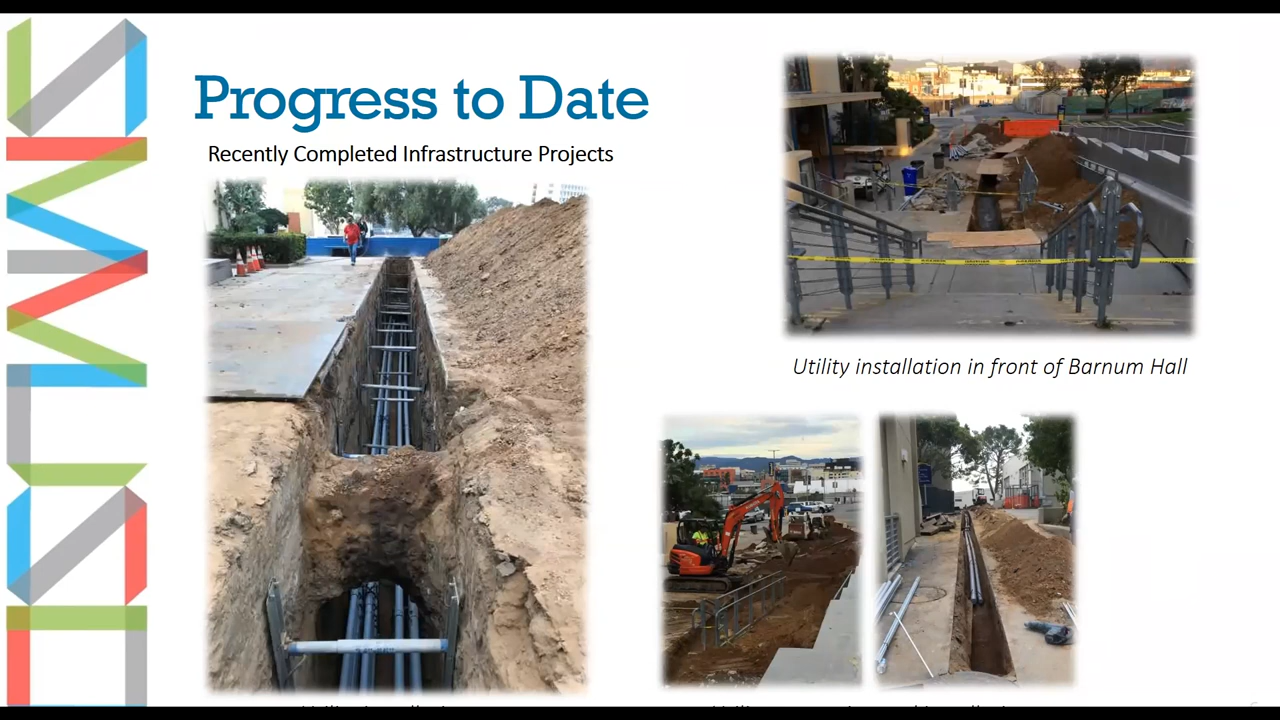 Progress to Date
Recently Completed Infrastructure Projects
Utility installation in front of Barnum Hall